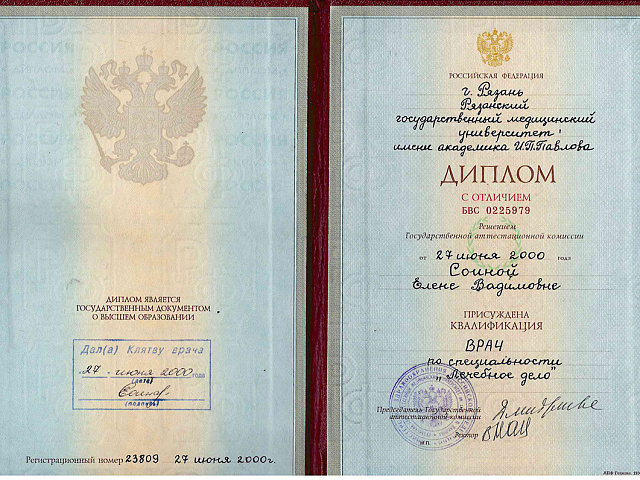 ДИПЛОМ ЯВЛЯЕТСЯ
ГОСУДАРСТВЕННЫМ ДОКУМЕНТОМ
О ВЫСШЕМ ОБРАЗОВАНИИ
Дал(а) Клятву врача
27 июня 2000 года
(дата)
(подпись)
Регистрационный номер 23809 27 июня 2000г.
РОССИЙСКАЯ ФЕДЕРАЦИЯ
г. Рязань
Рязанский
государственный медицинский
университет
имени академика И.П.Павлова
ДИПЛОМ
С ОТЛИЧИЕМ
БВС 0225979
Решением
Государственной аттестационной комиссии
от 27 июня 2000 года
Соиной
Елене Вадимовне
ПРИСУЖДЕНА
КВАЛИФИКАЦИЯ
ВРАЧ
по специальности
"Лечебное дело"
Председатель Государственной
аттестационной комиссии
Ректор
М.П.